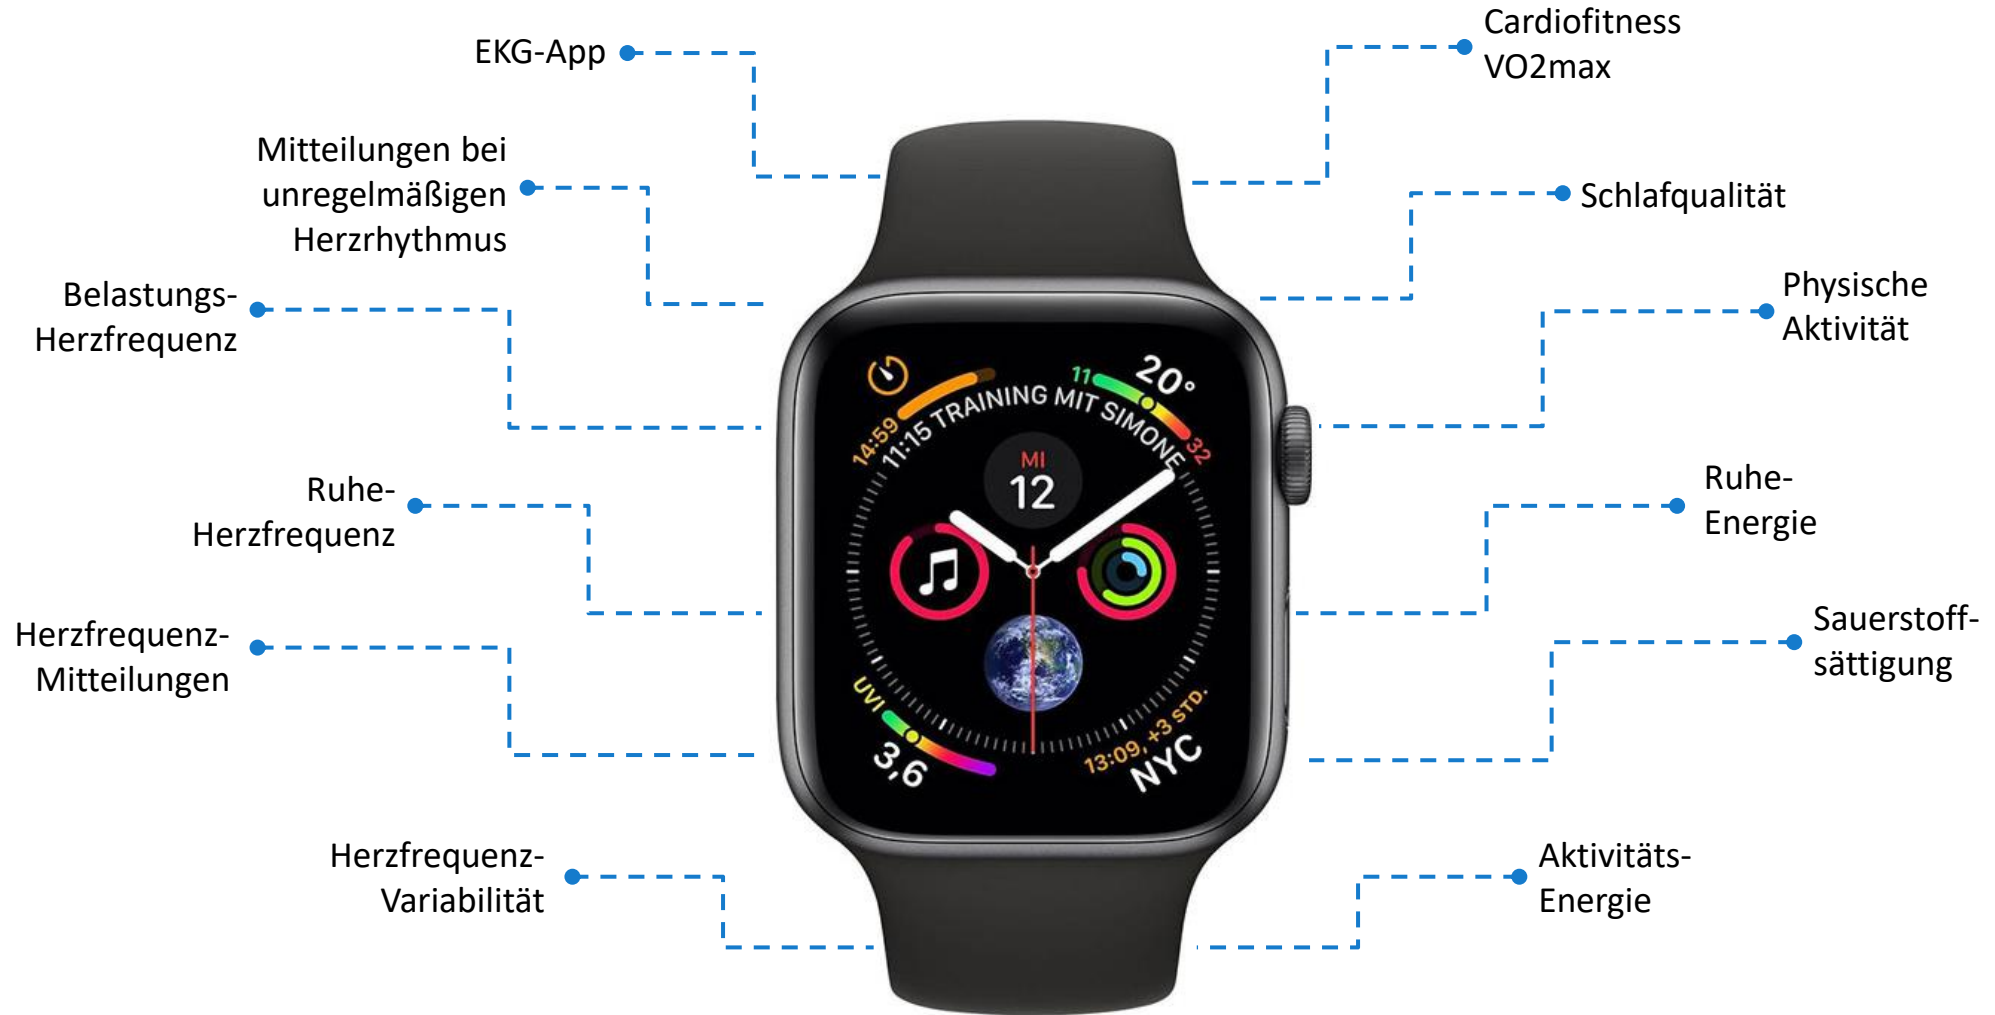 EKG-App
Mitteilungen bei
unregelmäßigen
Herzrhythmus
Belastungs-
Herzfrequenz
Ruhe-
Herzfrequenz
Herzfrequenz-
Mitteilungen
Herzfrequenz-
Variabilität
14:59
11:15 TRAINING MIT SIMONE
11
20°
32
MI
12
UVI
3,6
13:09, +3 STD.
NYC
Cardiofitness
VO2max
Schlafqualität
Physische
Aktivität
Ruhe-
Energie
Sauerstoff-
sättigung
Aktivitäts-
Energie